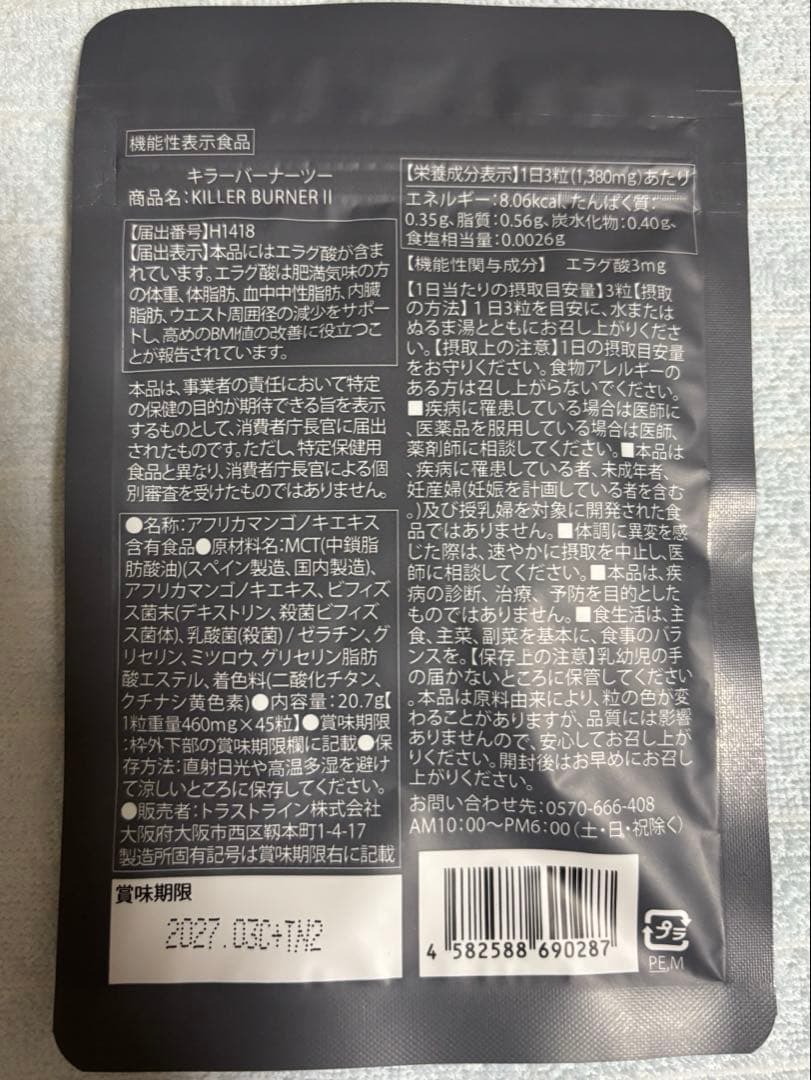 機能性表示食品
キラーバーナーツー
商品名:KILLER BURNER II
【届出番号】H1418
【届出表示】本品にはエラグ酸が含ま
れています。エラグ酸は肥満気味の方
の体重、体脂肪、血中中性脂肪、内臓
脂肪、ウエスト周囲径の減少をサポー
トし、高めのBMI値の改善に役立つこ
とが報告されています。
本品は、事業者の責任において特定
の保健の目的が期待できる旨を表示
するものとして、消費者庁長官に届出
されたものです。ただし、特定保健用
食品と異なり、消費者庁長官による個
別審査を受けたものではありません。
●名称:アフリカマンゴノキエキス
含有食品●原材料名:MCT(中鎖脂
肪酸油)(スペイン製造、国内製造)、
アフリカマンゴノキエキス、ビフィズ
ス菌末(デキストリン、殺菌ビフィズ
ス菌体)、乳酸菌(殺菌) / ゼラチン、グ
リセリン、ミツロウ、グリセリン脂肪
酸エステル、着色料(二酸化チタン、
クチナシ黄色素)●内容量:20.7g【
1粒重量460mg×45粒】●賞味期限
:枠外下部の賞味期限欄に記載●保
存方法:直射日光や高温多湿を避け
て涼しいところに保存してください。
●販売者:トラストライン株式会社
大阪府大阪市西区靱本町1-4-17
製造所固有記号は賞味期限右に記載
賞味期限
2027.03C+TN2
【栄養成分表示】1日3粒(1,380mg)あたり
エネルギー:8.06kcal、たんぱく質:
0.35g、脂質:0.56g、炭水化物:0.40g、
食塩相当量:0.0026g
【機能性関与成分】 エラグ酸3mg
【1日当たりの摂取目安量】3粒【摂取
の方法】1日3粒を目安に、水または
ぬるま湯とともにお召し上がりくださ
い。【摂取上の注意】1日の摂取目安量
をお守りください。食物アレルギーの
ある方は召し上がらないでください。
■疾病に罹患している場合は医師に
、医薬品を服用している場合は医師、
薬剤師に相談してください。■本品は
、疾病に罹患している者、未成年者、
妊産婦(妊娠を計画している者を含む
。)及び授乳婦を対象に開発された食
品ではありません。■体調に異変を感
じた際は、速やかに摂取を中止し、医
師に相談してください。■本品は、疾
病の診断、治療、予防を目的とした
ものではありません。■食生活は、主
食、主菜、副菜を基本に、食事のバラ
ンスを。【保存上の注意】乳幼児の手
の届かないところに保管してください
。本品は原料由来により、粒の色が変
わることがありますが、品質には影響
ありませんので、安心してお召し上が
りください。開封後はお早めにお召し
上がりください。
お問い合わせ先:0570-666-408
AM10:00〜PM6:00(土・日・祝除く)
4 582588 690287
プラ
PE,M